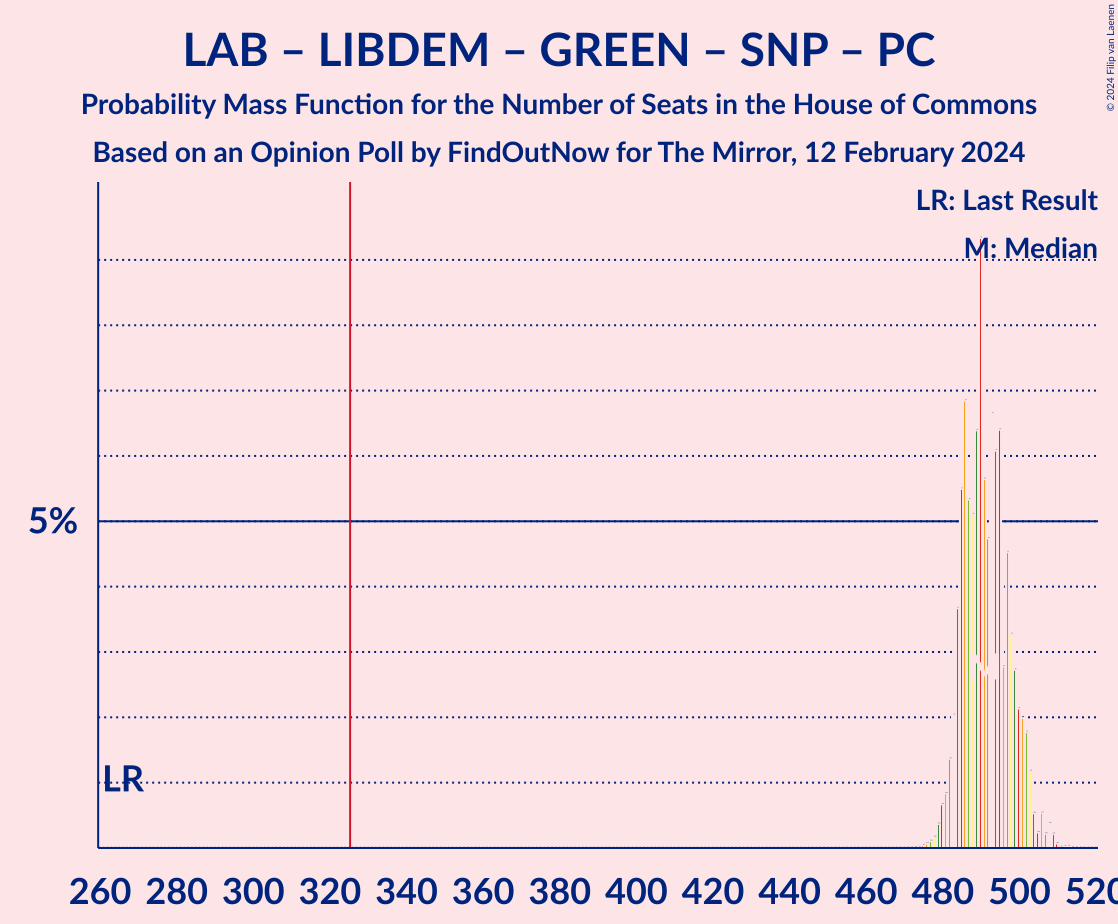 LAB – LIBDEM – GREEN – SNP – PC
Probability Mass Function for the Number of Seats in the House of Commons
Based on an Opinion Poll by FindOutNow for The Mirror, 12 February 2024
© 2024 Filip van Laenen
LR: Last Result
M: Median
5%
LR
260 280 300 320 340 360 380 400 420 440 460 480 500 520